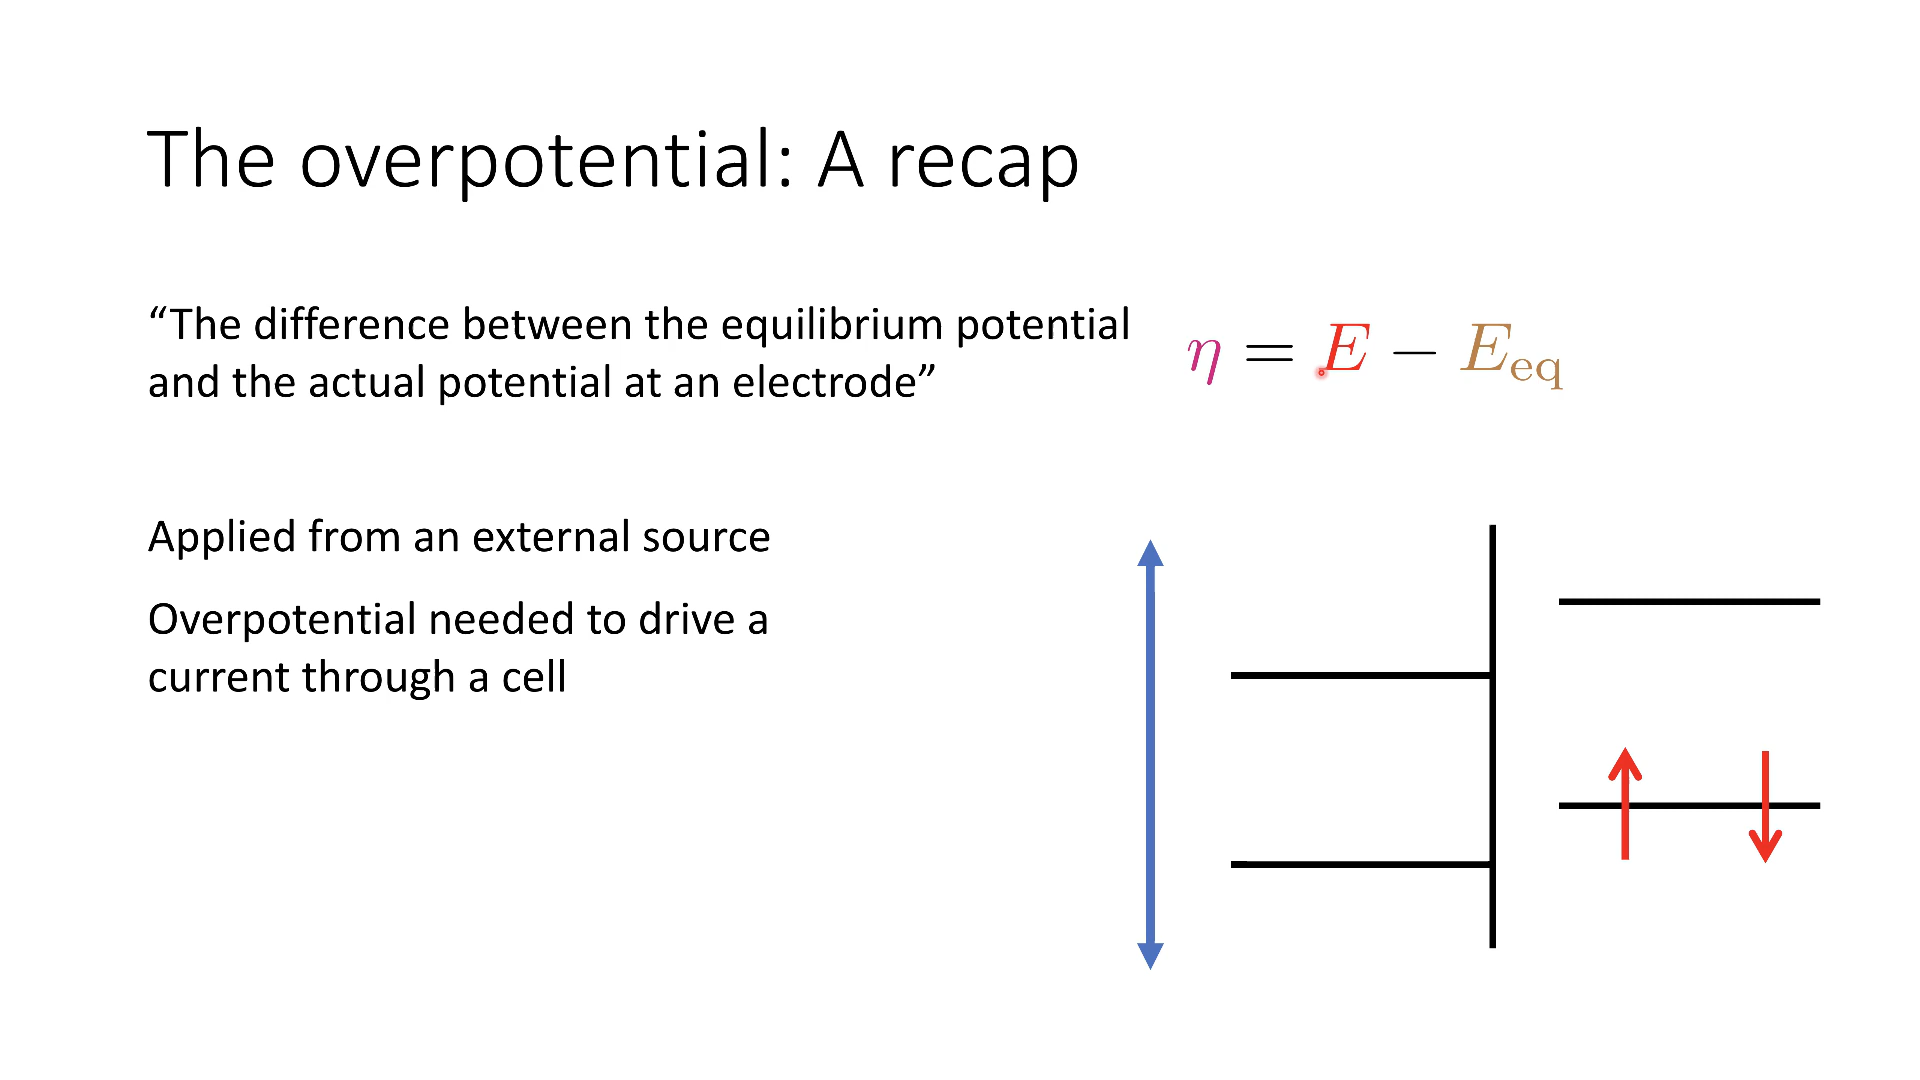 The overpotential: A recap
“The difference between the equilibrium potential
and the actual potential at an electrode”
η = E − E_eq
Applied from an external source
Overpotential needed to drive a
current through a cell